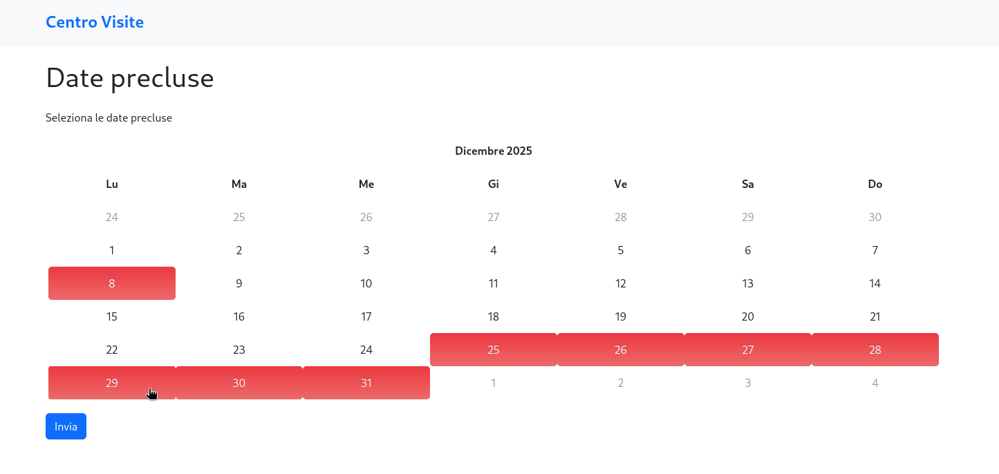 Centro Visite
Date precluse
Seleziona le date precluse
Dicembre 2025
Lu Ma Me Gi Ve Sa Do
24 25 26 27 28 29 30
1 2 3 4 5 6 7
8 9 10 11 12 13 14
15 16 17 18 19 20 21
22 23 24 25 26 27 28
29 30 31 1 2 3 4
Invia